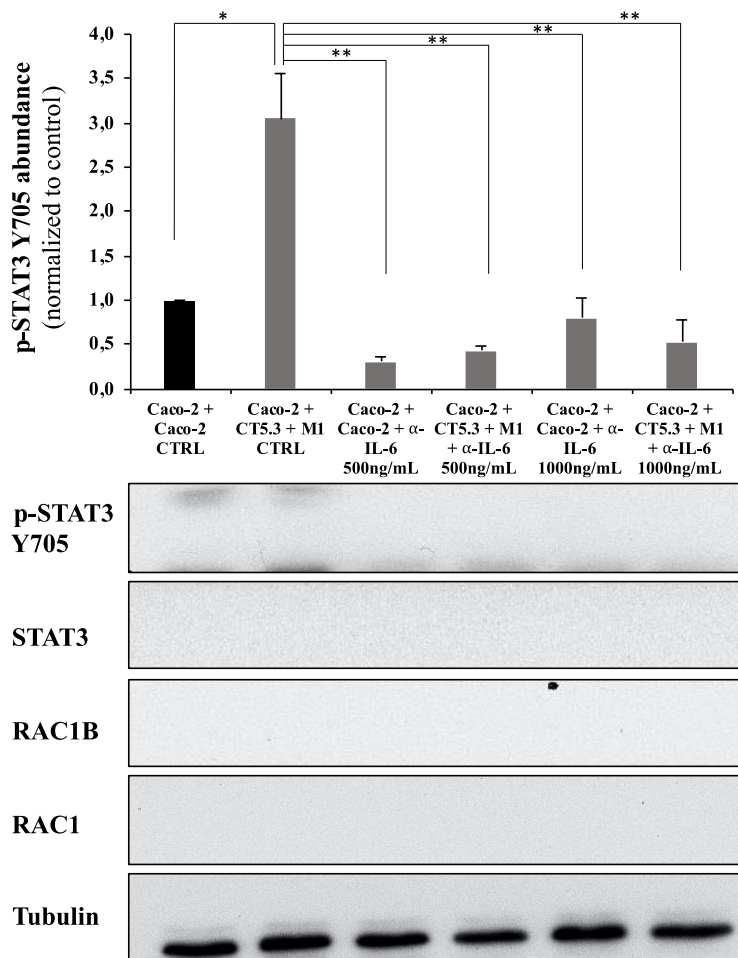 * ** ** ** **
4,0
3,5
3,0
2,5
2,0
1,5
1,0
0,5
0,0
p-STAT3 Y705 abundance
(normalized to control)
Caco-2 +
Caco-2
CTRL
Caco-2 +
CT5.3 + M1
CTRL
Caco-2 +
Caco-2 + α-
IL-6
500ng/mL
Caco-2 +
CT5.3 + M1
+ α-IL-6
500ng/mL
Caco-2 +
Caco-2 + α-
IL-6
1000ng/mL
Caco-2 +
CT5.3 + M1
+ α-IL-6
1000ng/mL
p-STAT3
Y705
STAT3
RAC1B
RAC1
Tubulin